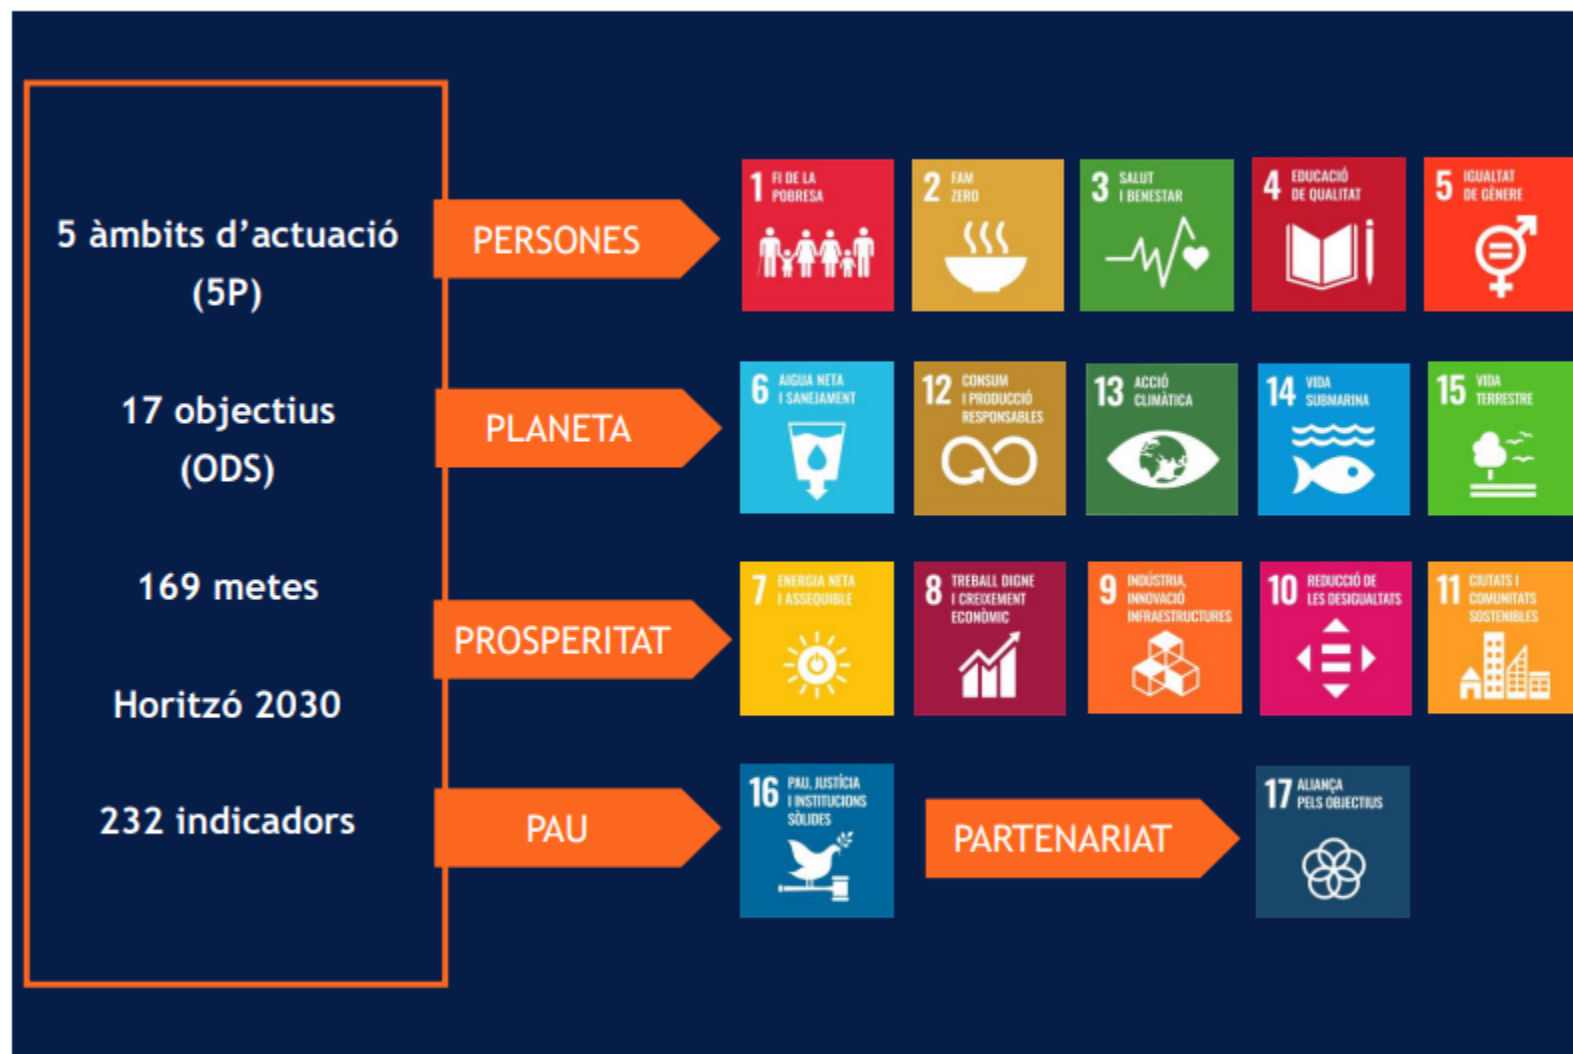 5 àmbits d’actuació
(5P)
17 objectius
(ODS)
169 metes
Horitzó 2030
232 indicadors
PERSONES
1 FI DE LA
POBRESA
2 FAM
ZERO
3 SALUT
I BENESTAR
4 EDUCACIÓ
DE QUALITAT
5 IGUALTAT
DE GÈNERE
PLANETA
6 AIGUA NETA
I SANEJAMENT
12 CONSUM
I PRODUCCIÓ
RESPONSABLES
13 ACCIÓ
CLIMÀTICA
14 VIDA
SUBMARINA
15 VIDA
TERRESTRE
PROSPERITAT
7 ENERGIA NETA
I ASSEQUIBLE
8 TREBALL DIGNE
I CREIXEMENT
ECONÒMIC
9 INDÚSTRIA,
INNOVACIÓ
INFRAESTRUCTURES
10 REDUCCIÓ DE
LES DESIGUALTATS
11 CIUTATS I
COMUNITATS
SOSTENIBLES
PAU
16 PAU, JUSTÍCIA
I INSTITUCIONS
SÒLIDES
PARTENARIAT
17 ALIANÇA
PELS OBJECTIUS